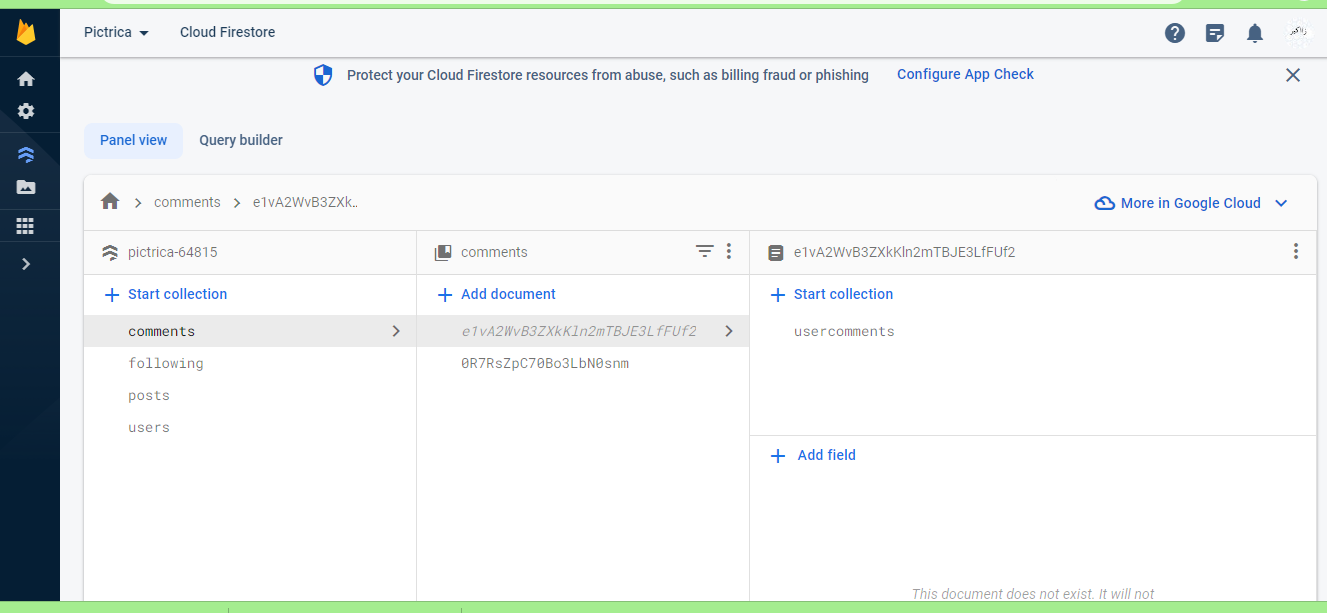 Pictrica
Cloud Firestore
Protect your Cloud Firestore resources from abuse, such as billing fraud or phishing
Configure App Check
Panel view
Query builder
comments
e1vA2WvB3ZXk..
More in Google Cloud
pictrica-64815
comments
e1vA2WvB3ZXkKln2mTBJE3LfFUf2
Start collection
Add document
Start collection
comments
e1vA2WvB3ZXkKln2mTBJE3LfFUf2
usercomments
following
0R7RsZpC70Bo3LbN0snm
posts
users
Add field
This document does not exist. It will not